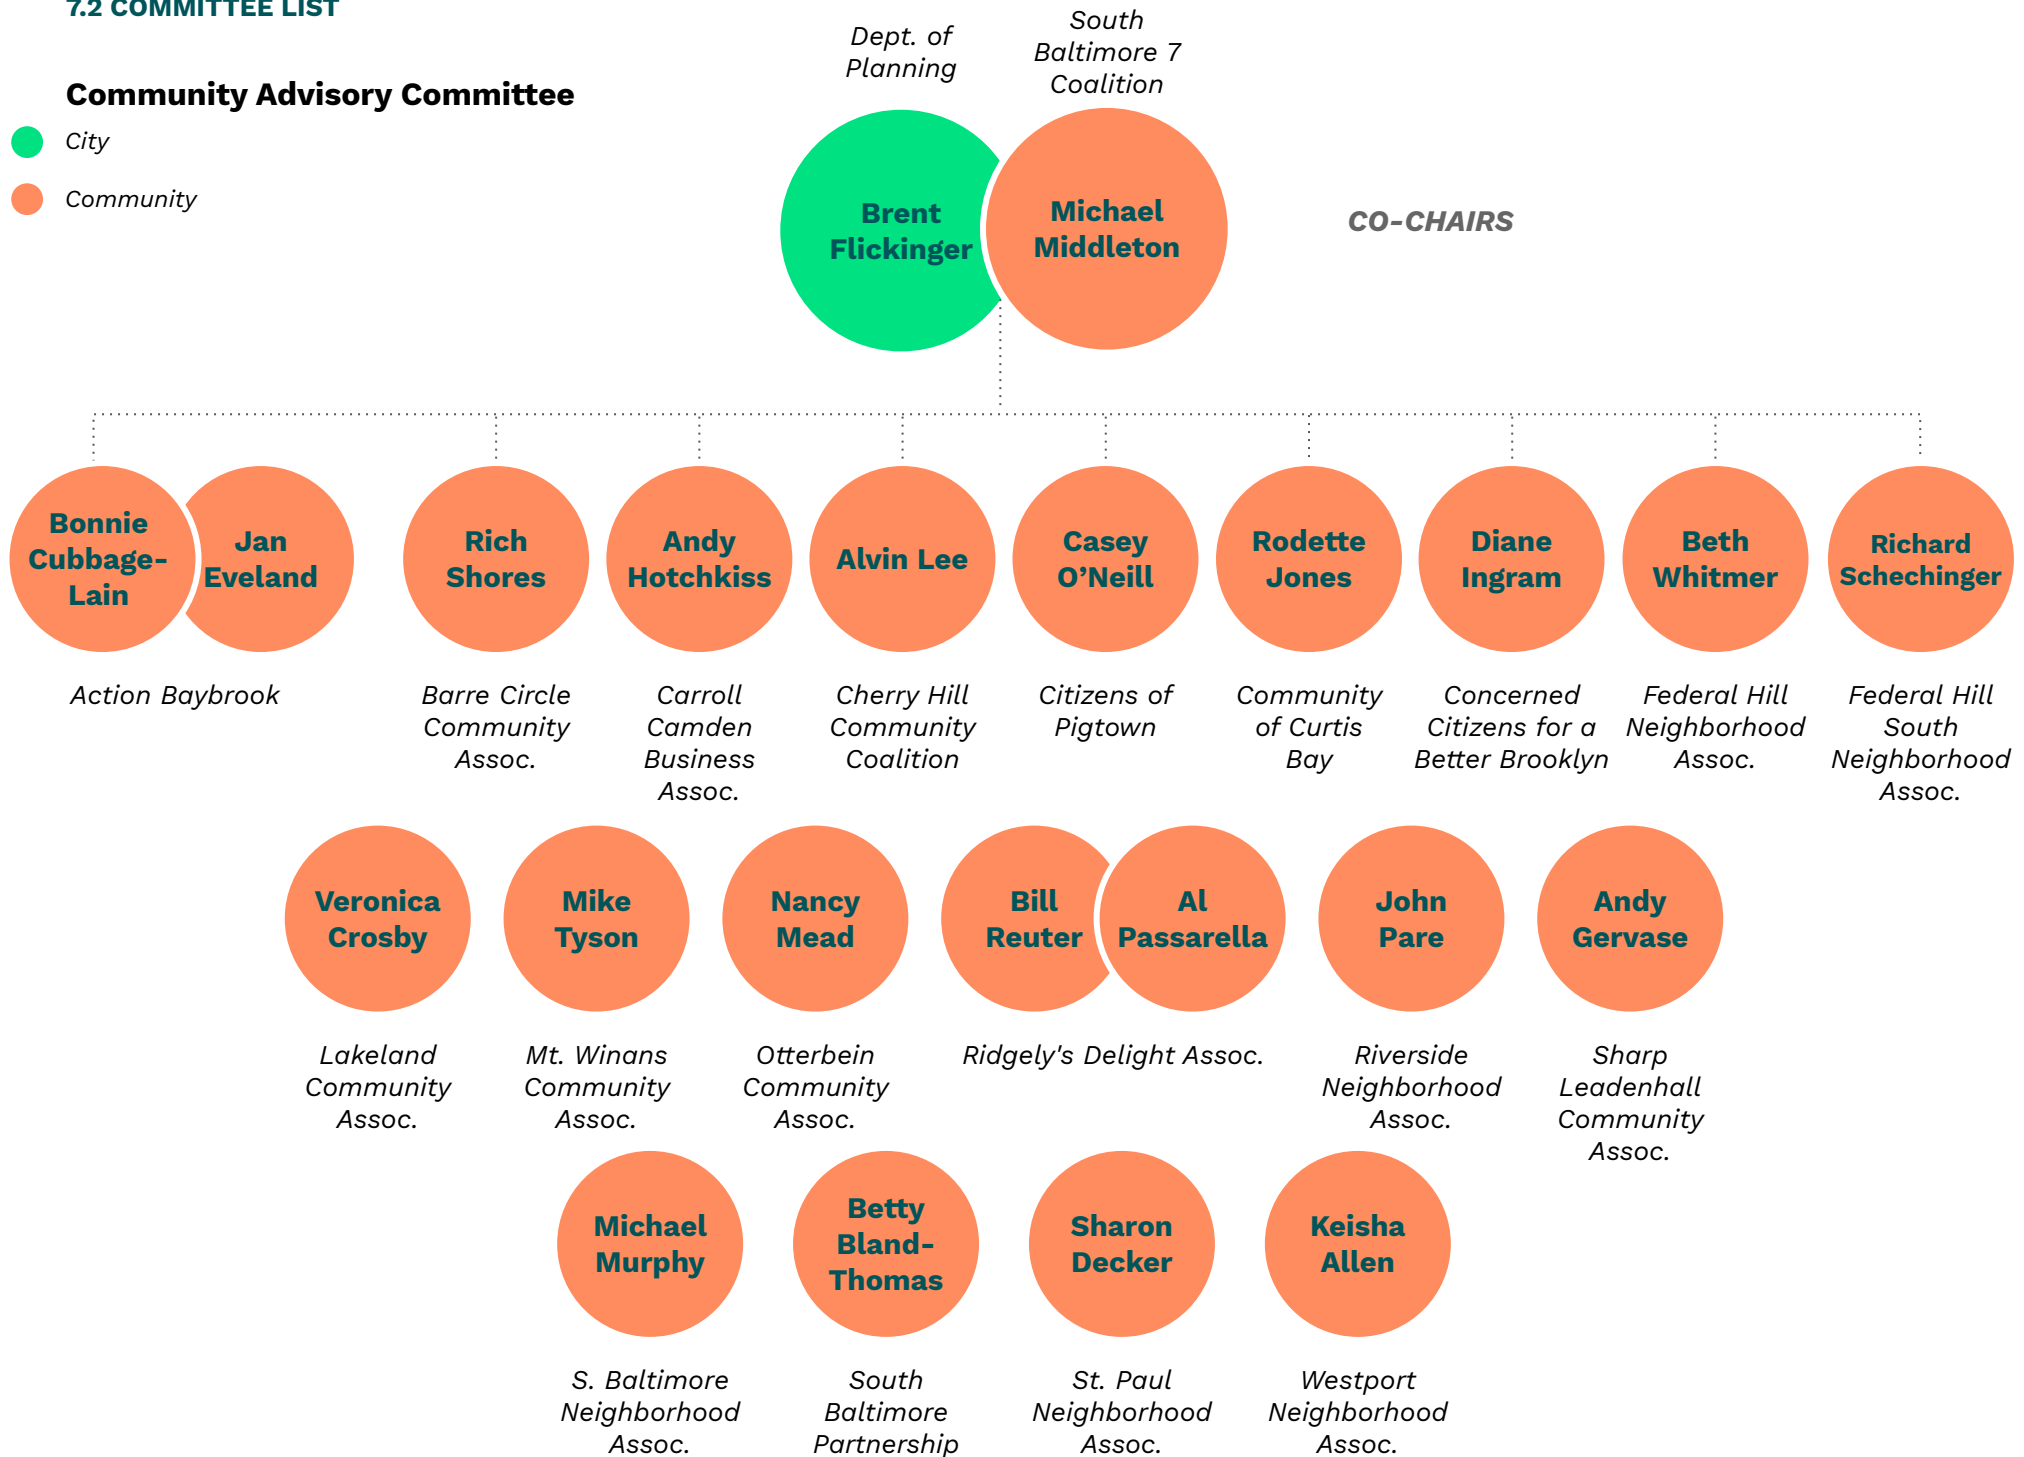 7.2 COMMITTEE LIST
Community Advisory Committee
City
Community
Dept. of
Planning
South
Baltimore 7
Coalition
Brent
Flickinger
Michael
Middleton
CO-CHAIRS
Bonnie
Cubbage-
Lain
Jan
Eveland
Rich
Shores
Andy
Hotchkiss
Alvin Lee
Casey
O’Neill
Rodette
Jones
Diane
Ingram
Beth
Whitmer
Richard
Schechinger
Action Baybrook
Barre Circle
Community
Assoc.
Carroll
Camden
Business
Assoc.
Cherry Hill
Community
Coalition
Citizens of
Pigtown
Community
of Curtis
Bay
Concerned
Citizens for a
Better Brooklyn
Federal Hill
Neighborhood
Assoc.
Federal Hill
South
Neighborhood
Assoc.
Veronica
Crosby
Mike
Tyson
Nancy
Mead
Bill
Reuter
Al
Passarella
John
Pare
Andy
Gervase
Lakeland
Community
Assoc.
Mt. Winans
Community
Assoc.
Otterbein
Community
Assoc.
Ridgely's Delight Assoc.
Riverside
Neighborhood
Assoc.
Sharp
Leadenhall
Community
Assoc.
Michael
Murphy
Betty
Bland-
Thomas
Sharon
Decker
Keisha
Allen
S. Baltimore
Neighborhood
Assoc.
South
Baltimore
Partnership
St. Paul
Neighborhood
Assoc.
Westport
Neighborhood
Assoc.